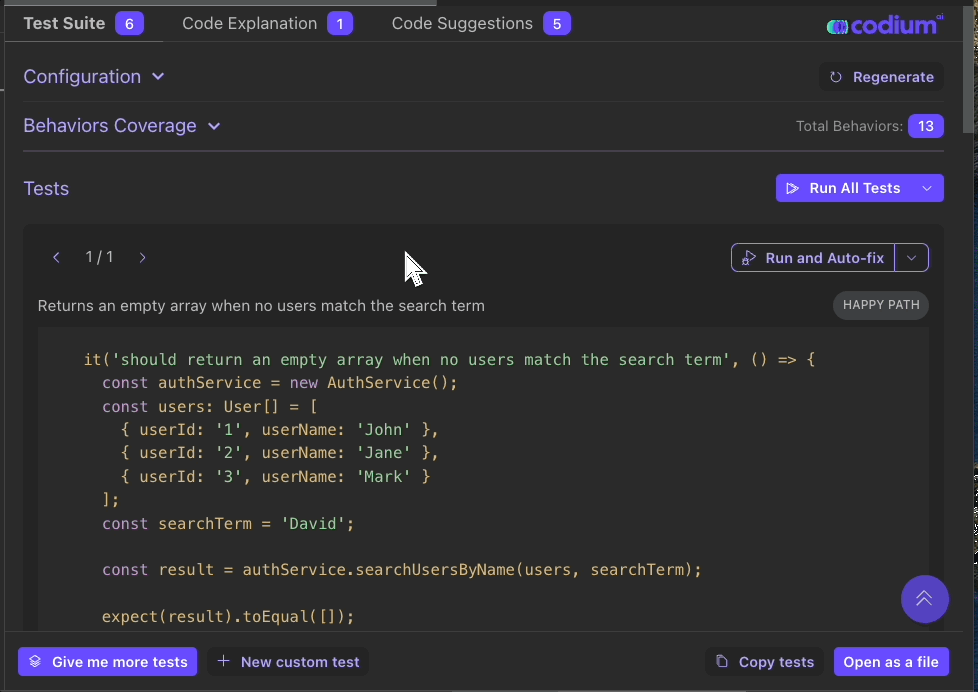 Test Suite 6 Code Explanation 1 Code Suggestions 5 codium ai
Configuration Regenerate
Behaviors Coverage Total Behaviors: 13
Tests Run All Tests
1/1 Run and Auto-fix
Returns an empty array when no users match the search term HAPPY PATH
it('should return an empty array when no users match the search term', () => {
const authService = new AuthService();
const users: User[] = [
{ userId: '1', userName: 'John' },
{ userId: '2', userName: 'Jane' },
{ userId: '3', userName: 'Mark' }
];
const searchTerm = 'David';
const result = authService.searchUsersByName(users, searchTerm);
expect(result).toEqual([]);
Give me more tests + New custom test Copy tests Open as a file